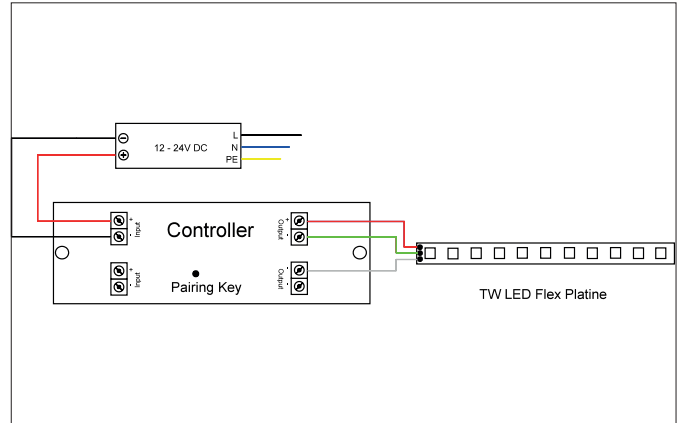 12 - 24V DC
L
N
PE
Controller
+
-
Input
+
-
Output
+
-
Input
-
-
Output
Pairing Key
TW LED Flex Platine